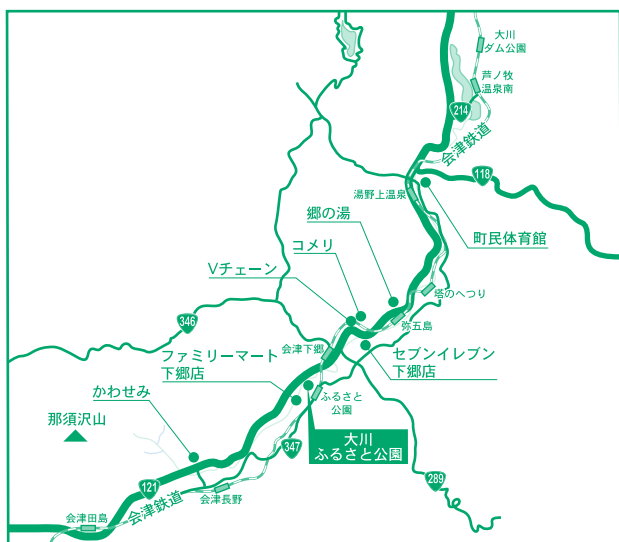 大川
ダム公園
芦ノ牧
温泉南
214
会津鉄道
118
湯野上温泉
郷の湯
町民体育館
コメリ
Vチェーン
塔のへつり
346
弥五島
会津下郷
ファミリーマート
下郷店
セブンイレブン
下郷店
かわせみ
ふるさと
公園
那須沢山
大川
ふるさと公園
347
289
121
会津長野
会津鉄道
会津田島